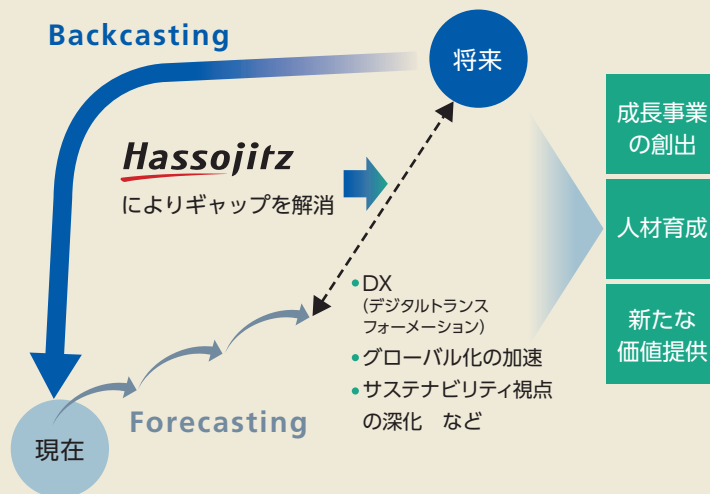 Backcasting
将来
Hassojitz
によりギャップを解消
成長事業
の創出
人材育成
新たな
価値提供
•DX
(デジタルトランス
フォーメーション)
•グローバル化の加速
•サステナビリティ視点
の深化　など
Forecasting
現在